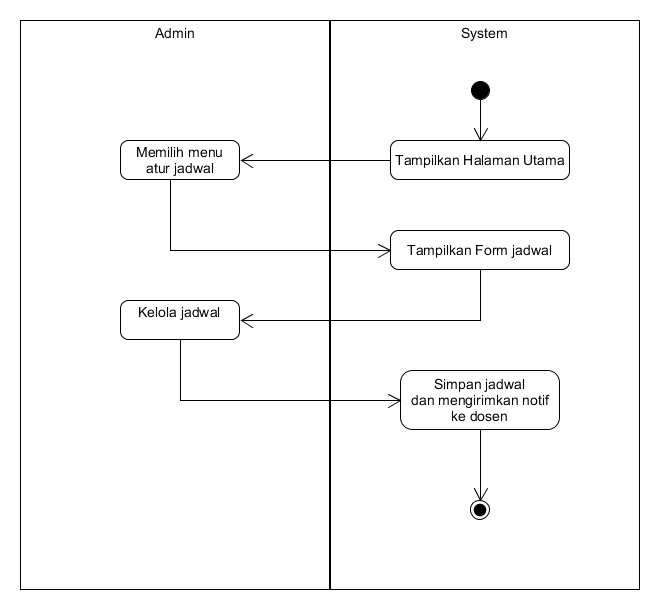 Admin
System
Tampilkan Halaman Utama
Memilih menu
atur jadwal
Tampilkan Form jadwal
Kelola jadwal
Simpan jadwal
dan mengirimkan notif
ke dosen